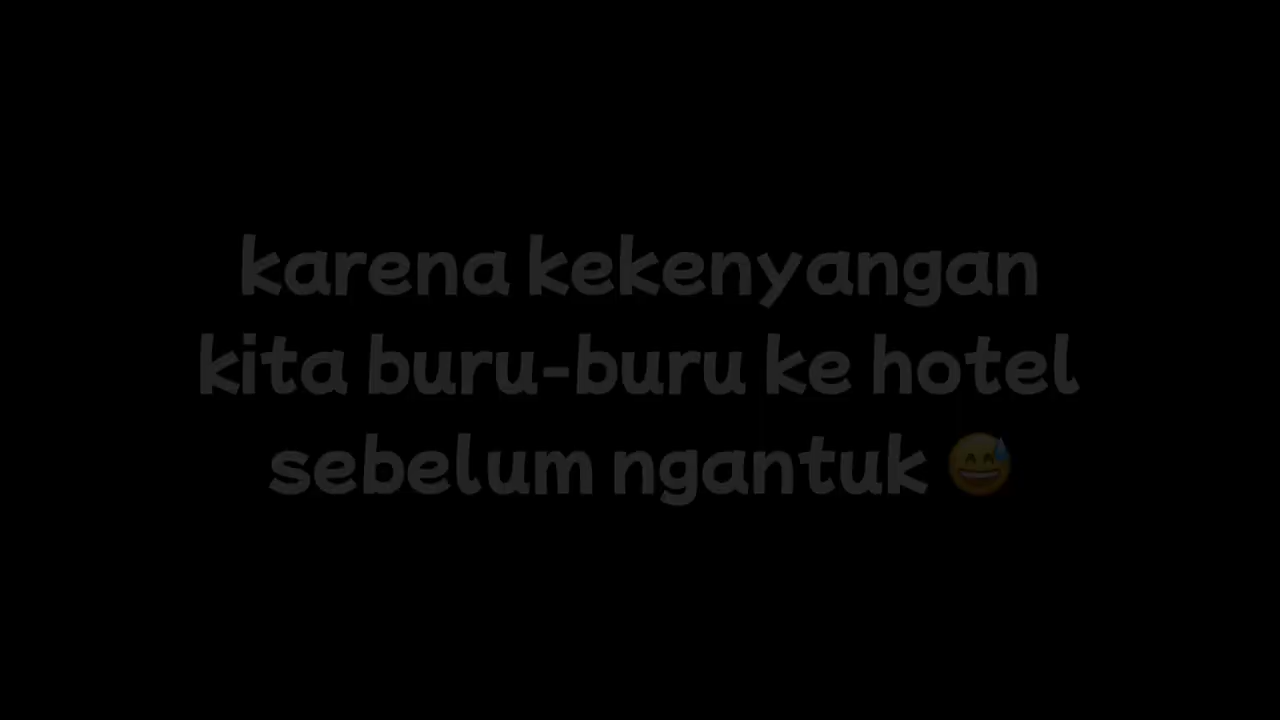 karena kekenyangan
kita buru-buru ke hotel
sebelum ngantuk 😅